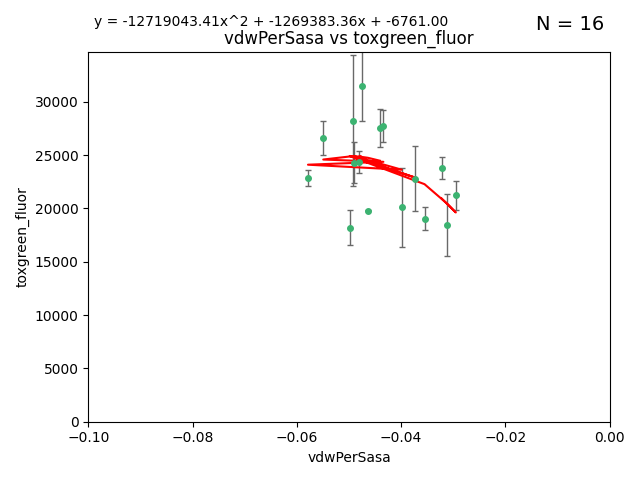 y = -12719043.41x^2 + -1269383.36x + -6761.00
N = 16
vdwPerSasa vs toxgreen_fluor
30000
25000
20000
15000
10000
5000
0
toxgreen_fluor
−0.10
−0.08
−0.06
−0.04
−0.02
0.00
vdwPerSasa